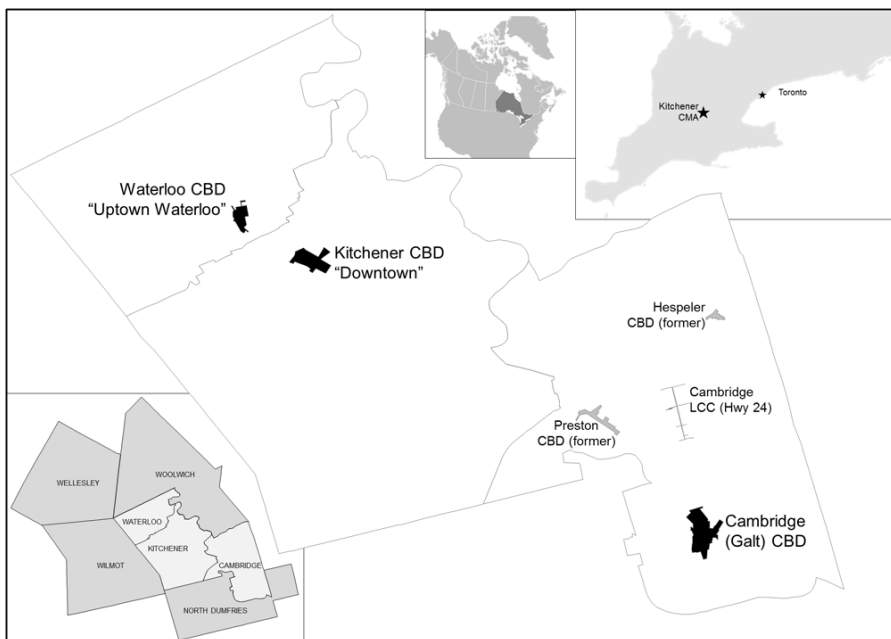 Kitchener
CMA
Toronto
Waterloo CBD
“Uptown Waterloo”
Kitchener CBD
“Downtown”
Hespeler
CBD (former)
Cambridge
LCC (Hwy 24)
Preston
CBD (former)
Cambridge
(Galt) CBD
WELLESLEY
WOOLWICH
WATERLOO
KITCHENER
WILMOT
CAMBRIDGE
NORTH DUMFRIES